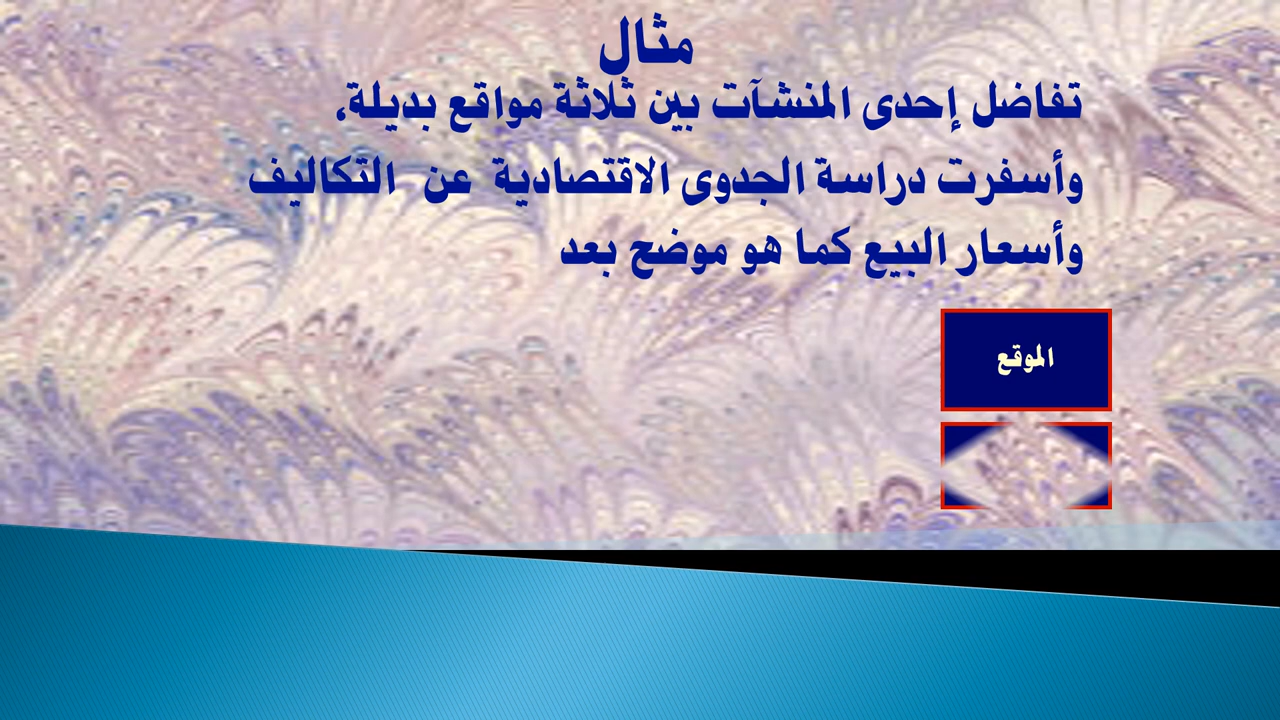 مثال
تفاضل إحدى المنشآت بين ثلاثة مواقع بديلة،
وأسفرت دراسة الجدوى الاقتصادية عن التكاليف
وأسعار البيع كما هو موضح بعد
الموقع